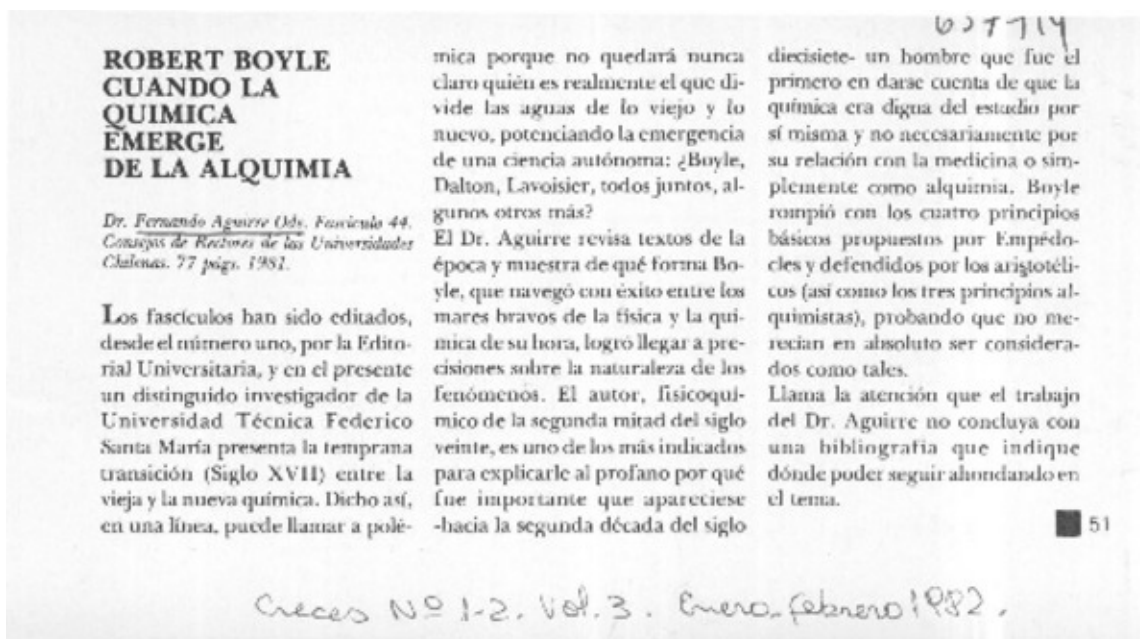 657714
ROBERT BOYLE
CUANDO LA
QUIMICA
EMERGE
DE LA ALQUIMIA
Dr. Fernando Aguirre Ode. Fascículo 44.
Consejos de Rectores de las Universidades
Chilenas. 77 págs. 1981.
Los fascículos han sido editados,
desde el número uno, por la Edito-
rial Universitaria, y en el presente
un distinguido investigador de la
Universidad Técnica Federico
Santa María presenta la temprana
transición (Siglo XVII) entre la
vieja y la nueva química. Dicho así,
en una línea, puede llamar a polé-
mica porque no quedará nunca
claro quién es realmente el que di-
vide las aguas de lo viejo y lo
nuevo, potenciando la emergencia
de una ciencia autónoma: ¿Boyle,
Dalton, Lavoisier, todos juntos, al-
gunos otros más?
El Dr. Aguirre revisa textos de la
época y muestra de qué forma Bo-
yle, que navegó con éxito entre los
mares bravos de la física y la quí-
mica de su hora, logró llegar a pre-
cisiones sobre la naturaleza de los
fenómenos. El autor, fisicoquí-
mico de la segunda mitad del siglo
veinte, es uno de los más indicados
para explicarle al profano por qué
fue importante que apareciese
-hacia la segunda década del siglo
diecisiete- un hombre que fue el
primero en darse cuenta de que la
química era digna del estudio por
sí misma y no necesariamente por
su relación con la medicina o sim-
plemente como alquimia. Boyle
rompió con los cuatro principios
básicos propuestos por Empédo-
cles y defendidos por los aristotéli-
cos (así como los tres principios al-
quimistas), probando que no me-
recían en absoluto ser considera-
dos como tales.
Llama la atención que el trabajo
del Dr. Aguirre no concluya con
una bibliografía que indique
dónde poder seguir ahondando en
el tema.
51
Creces Nº 1-2. Vol. 3. Enero-febrero 1982.